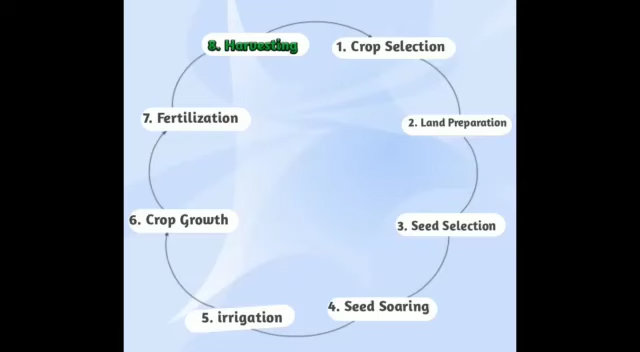 8. Harvesting
1. Crop Selection
7. Fertilization
2. Land Preparation
6. Crop Growth
3. Seed Selection
5. irrigation
4. Seed Soaring